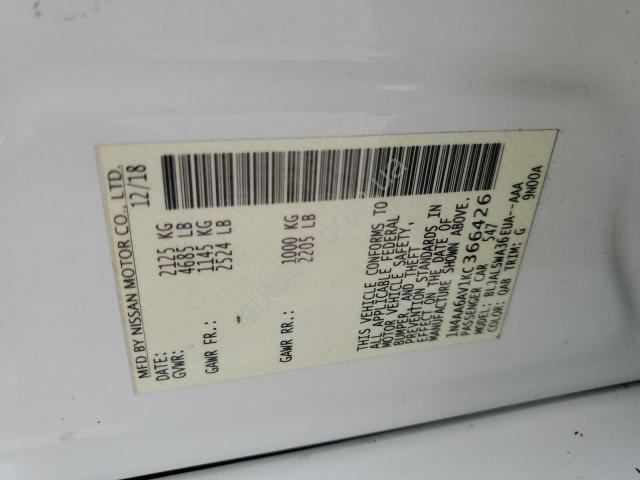 MFD BY NISSAN MOTOR CO., LTD.
DATE: 12/18
GVWR: 2125 KG
4685 LB
GAWR FR.: 1145 KG
2524 LB
GAWR RR.: 1000 KG
2205 LB
THIS VEHICLE CONFORMS TO
ALL APPLICABLE FEDERAL
MOTOR VEHICLE SAFETY,
BUMPER, AND THEFT
PREVENTION STANDARDS IN
EFFECT ON THE DATE OF
MANUFACTURE SHOWN ABOVE.
1N4AA6AV1KC366426
PASSENGER CAR 547
MODEL: BLJALSWA36EUA--AAA
COLOR: QAB TRIM: G 9N00A